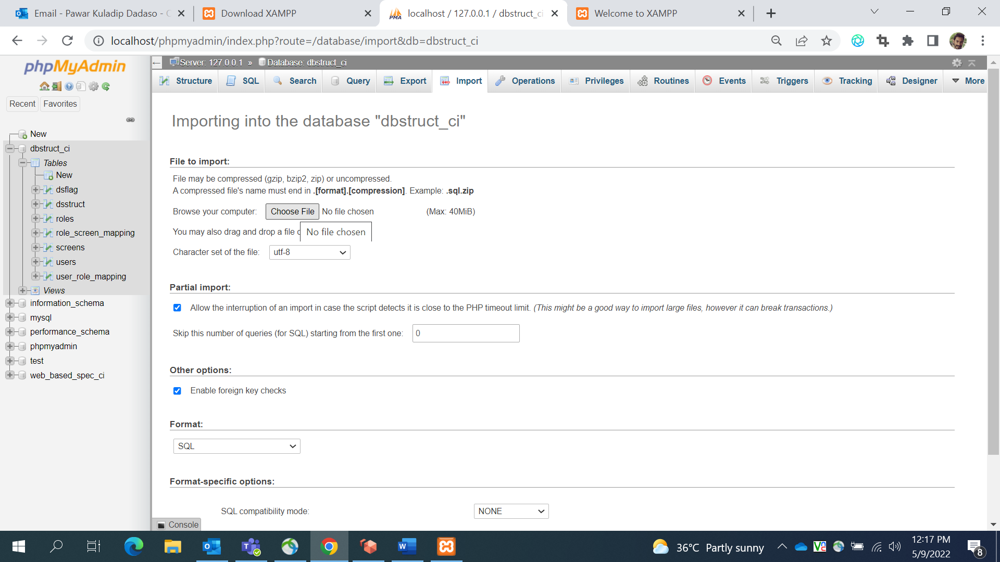 Email - Pawar Kuladip Dadaso -
Download XAMPP
localhost / 127.0.0.1 / dbstruct_ci
Welcome to XAMPP
localhost/phpmyadmin/index.php?route=/database/import&db=dbstruct_ci
phpMyAdmin
Recent Favorites
New
dbstruct_ci
Tables
New
dsflag
dsstruct
roles
role_screen_mapping
screens
users
user_role_mapping
Views
information_schema
mysql
performance_schema
phpmyadmin
test
web_based_spec_ci
Server: 127.0.0.1 » Database: dbstruct_ci
Structure SQL Search Query Export Import Operations Privileges Routines Events Triggers Tracking Designer More
Importing into the database "dbstruct_ci"
File to import:
File may be compressed (gzip, bzip2, zip) or uncompressed.
A compressed file's name must end in .[format].[compression]. Example: .sql.zip
Browse your computer: Choose File No file chosen (Max: 40MiB)
You may also drag and drop a file
No file chosen
Character set of the file: utf-8
Partial import:
Allow the interruption of an import in case the script detects it is close to the PHP timeout limit. (This might be a good way to import large files, however it can break transactions.)
Skip this number of queries (for SQL) starting from the first one: 0
Other options:
Enable foreign key checks
Format:
SQL
Format-specific options:
SQL compatibility mode: NONE
Console
36°C Partly sunny
12:17 PM
5/9/2022
8